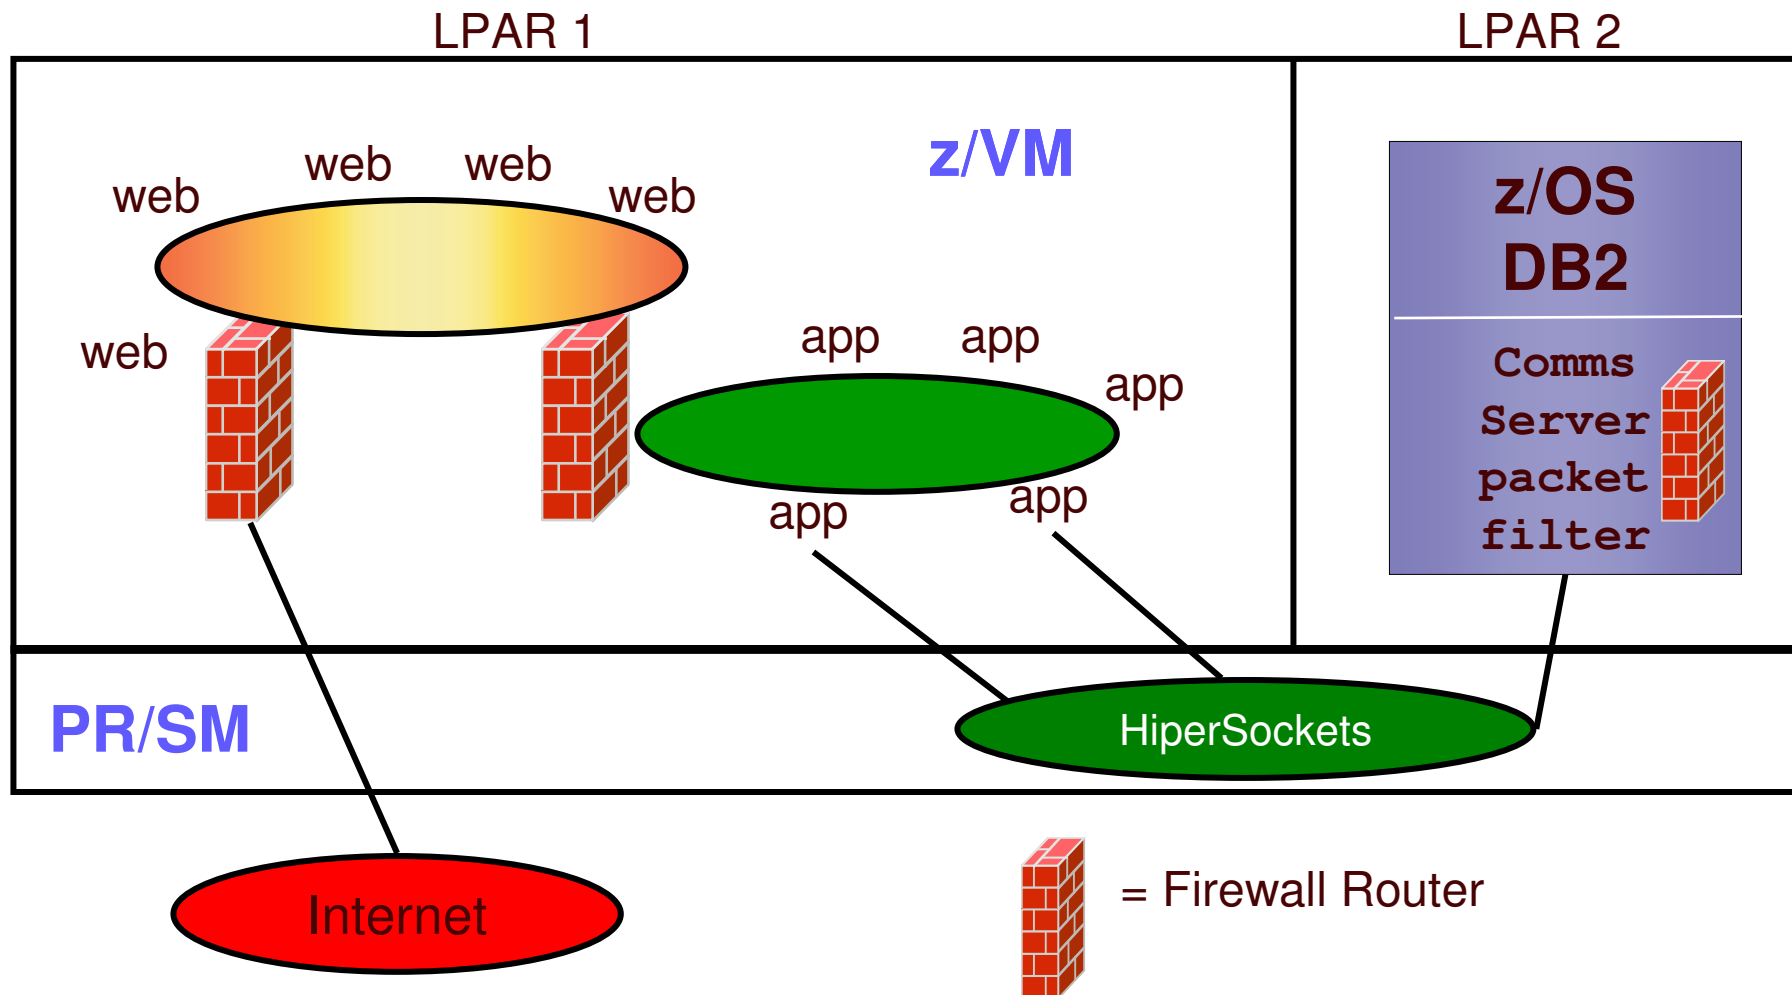 LPAR 1
LPAR 2
z/VM
web
web
web
web
web
app
app
app
app
app
z/OS
DB2
Comms
Server
packet
filter
PR/SM
HiperSockets
Internet
= Firewall Router